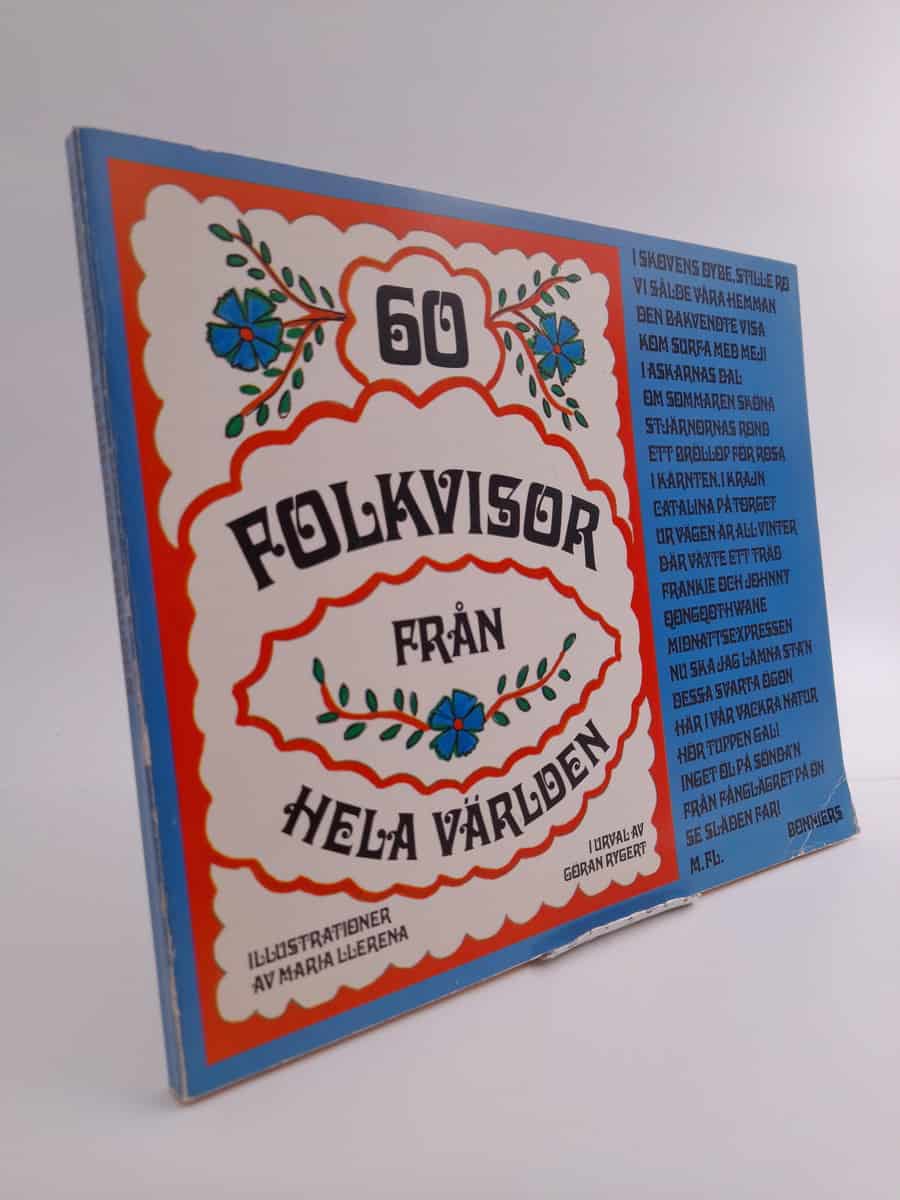 60
FOLKVISOR
FRÅN
HELA VÄRLDEN
I URVAL AV
GÖRAN RYGERT
ILLUSTRATIONER
AV MARIA LLERENA
I SKOVENS DYBE, STILLE RO
VI SÅLDE VÅRA HEMMAN
DEN BAKVENDTE VISA
KOM SURFA MED MEJ!
I ASKARNAS DAL
OM SOMMAREN SKÖNA
STJÄRNORNAS ROND
ETT BRÖLLOP FÖR ROSA
I KÄRNTEN, I KRAJN
CATALINA PÅ TORGET
UR VÄGEN ÄR ALL VINTER
DÄR VÄXTE ETT TRÄD
FRANKIE OCH JOHNNY
QONGQOTHWANE
MIDNATTSEXPRESSEN
NU SKA JAG LÄMNA STA'N
DESSA SVARTA ÖGON
HÄR I VÅR VACKRA NATUR
HÖR TUPPEN GAL!
INGET ÖL PÅ SÖNDA'N
FRÅN FÅNGLÄGRET PÅ ÖN
SE SLÄDEN FAR!
M. FL.
BONNIERS